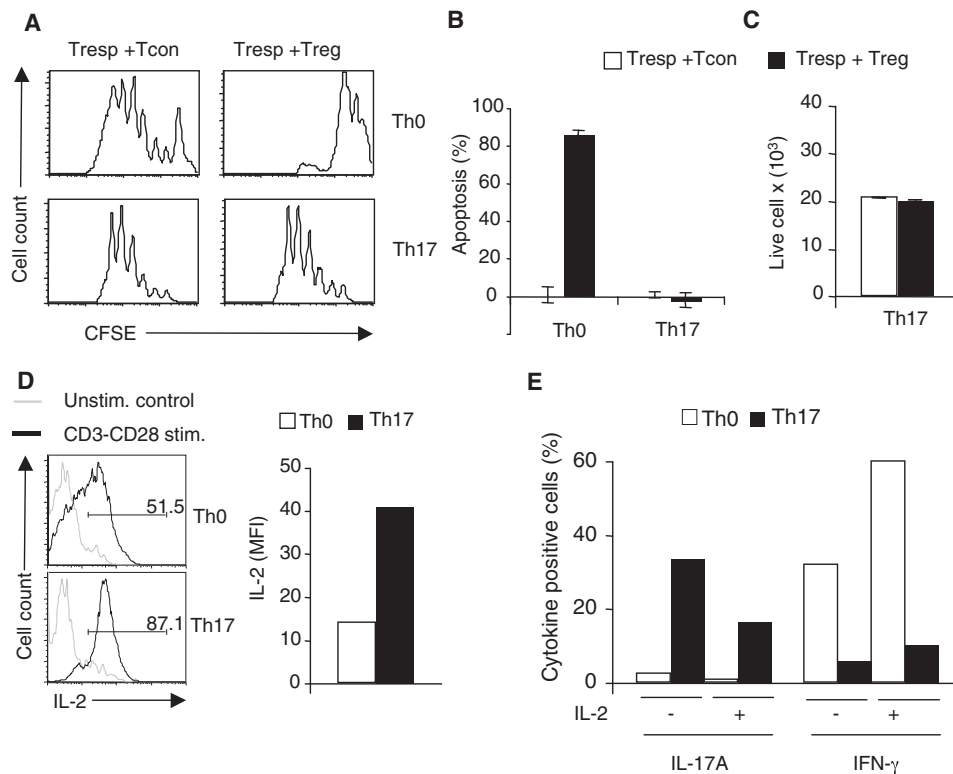 A
Tresp +Tcon
Tresp +Treg
Th0
Th17
Cell count
CFSE
B
Tresp +Tcon
Tresp + Treg
Apoptosis (%)
100
80
60
40
20
0
Th0
Th17
C
Live cell x (10³)
40
30
20
10
0
Th17
D
Unstim. control
CD3-CD28 stim.
51.5
Th0
87.1
Th17
Cell count
IL-2
Th0
Th17
IL-2 (MFI)
50
40
30
20
10
0
E
Th0
Th17
Cytokine positive cells (%)
60
40
20
0
IL-2
-
+
-
+
IL-17A
IFN-γ